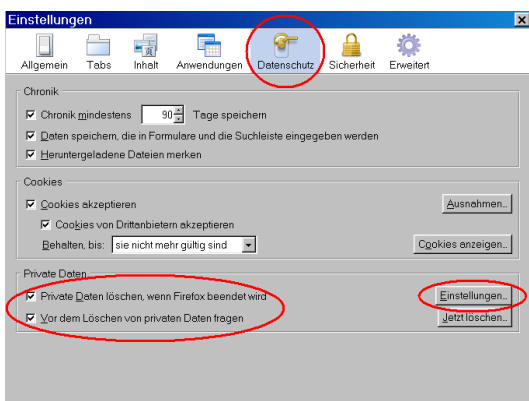 Einstellungen
Allgemein Tabs Inhalt Anwendungen Datenschutz Sicherheit Erweitert
Chronik
Chronik mindestens 90 Tage speichern
Daten speichern, die in Formulare und die Suchleiste eingegeben werden
Heruntergeladene Dateien merken
Cookies
Cookies akzeptieren Ausnahmen...
Cookies von Drittanbietern akzeptieren
Behalten, bis: sie nicht mehr gültig sind Cookies anzeigen...
Private Daten
Private Daten löschen, wenn Firefox beendet wird Einstellungen...
Vor dem Löschen von privaten Daten fragen Jetzt löschen...